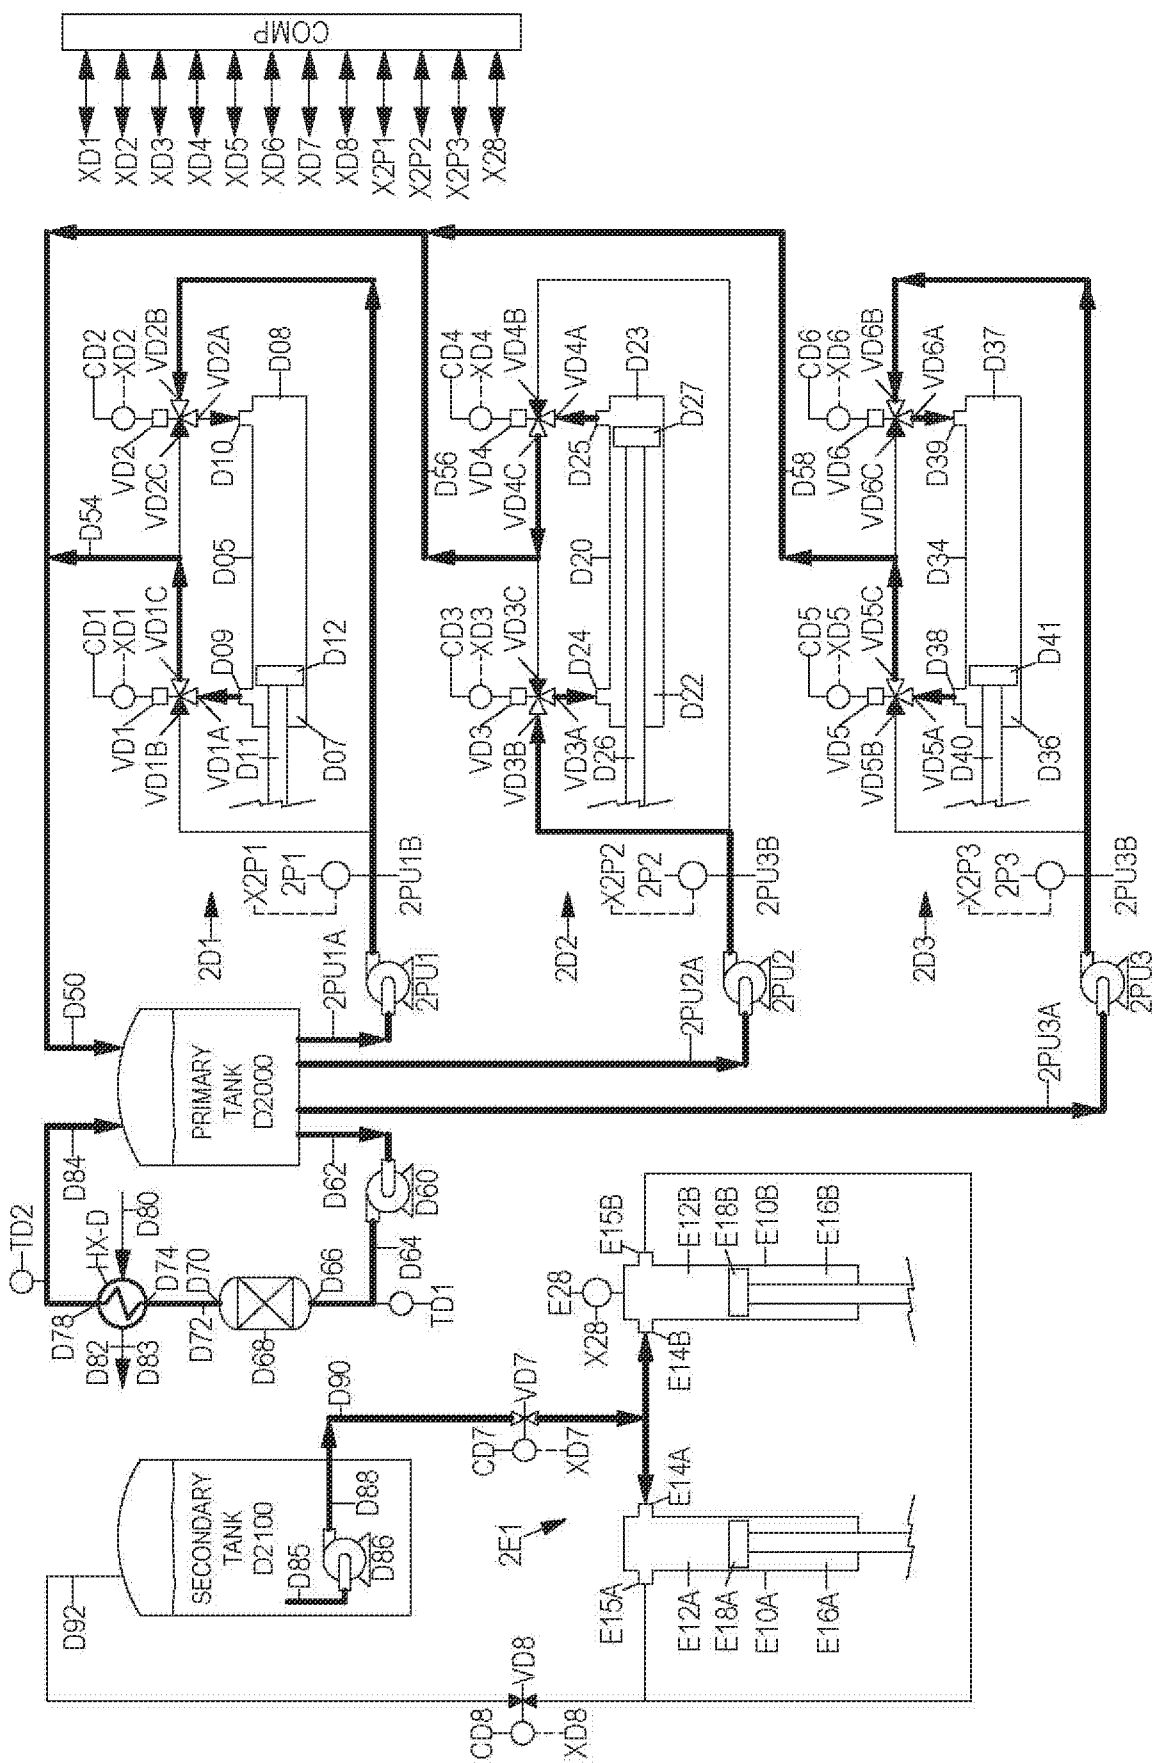 COMP
XD1
XD2
XD3
XD4
XD5
XD6
XD7
XD8
X2P1
X2P2
X2P3
X28
D50
D54
CD1
XD1
VD1
VD1B
VD1C
VD1A
D11
D09
D05
D12
D07
CD2
XD2
VD2
VD2B
VD2C
VD2A
D10
D08
2D1
X2P1
2P1
2PU1A
2PU1
2PU1B
D56
CD3
XD3
VD3
VD3B
VD3C
VD3A
D24
D26
D20
D22
CD4
XD4
VD4
VD4B
VD4C
VD4A
D25
D23
D27
2D2
X2P2
2P2
2PU2A
2PU2
2PU3B
D58
CD5
XD5
VD5
VD5B
VD5C
VD5A
D38
D40
D34
D41
D36
CD6
XD6
VD6
VD6B
VD6C
VD6A
D39
D37
2D3
X2P3
2P3
2PU3A
2PU3
2PU3B
PRIMARY
TANK
D2000
D84
D62
D60
D64
D66
TD1
D68
D70
D72
D74
HX-D
D78
D80
D82
D83
TD2
SECONDARY
TANK
D2100
D85
D86
D88
D90
D92
CD7
VD7
XD7
CD8
VD8
XD8
2E1
E15A
E14A
E12A
E18A
E10A
E16A
E28
X28
E14B
E15B
E12B
E18B
E10B
E16B